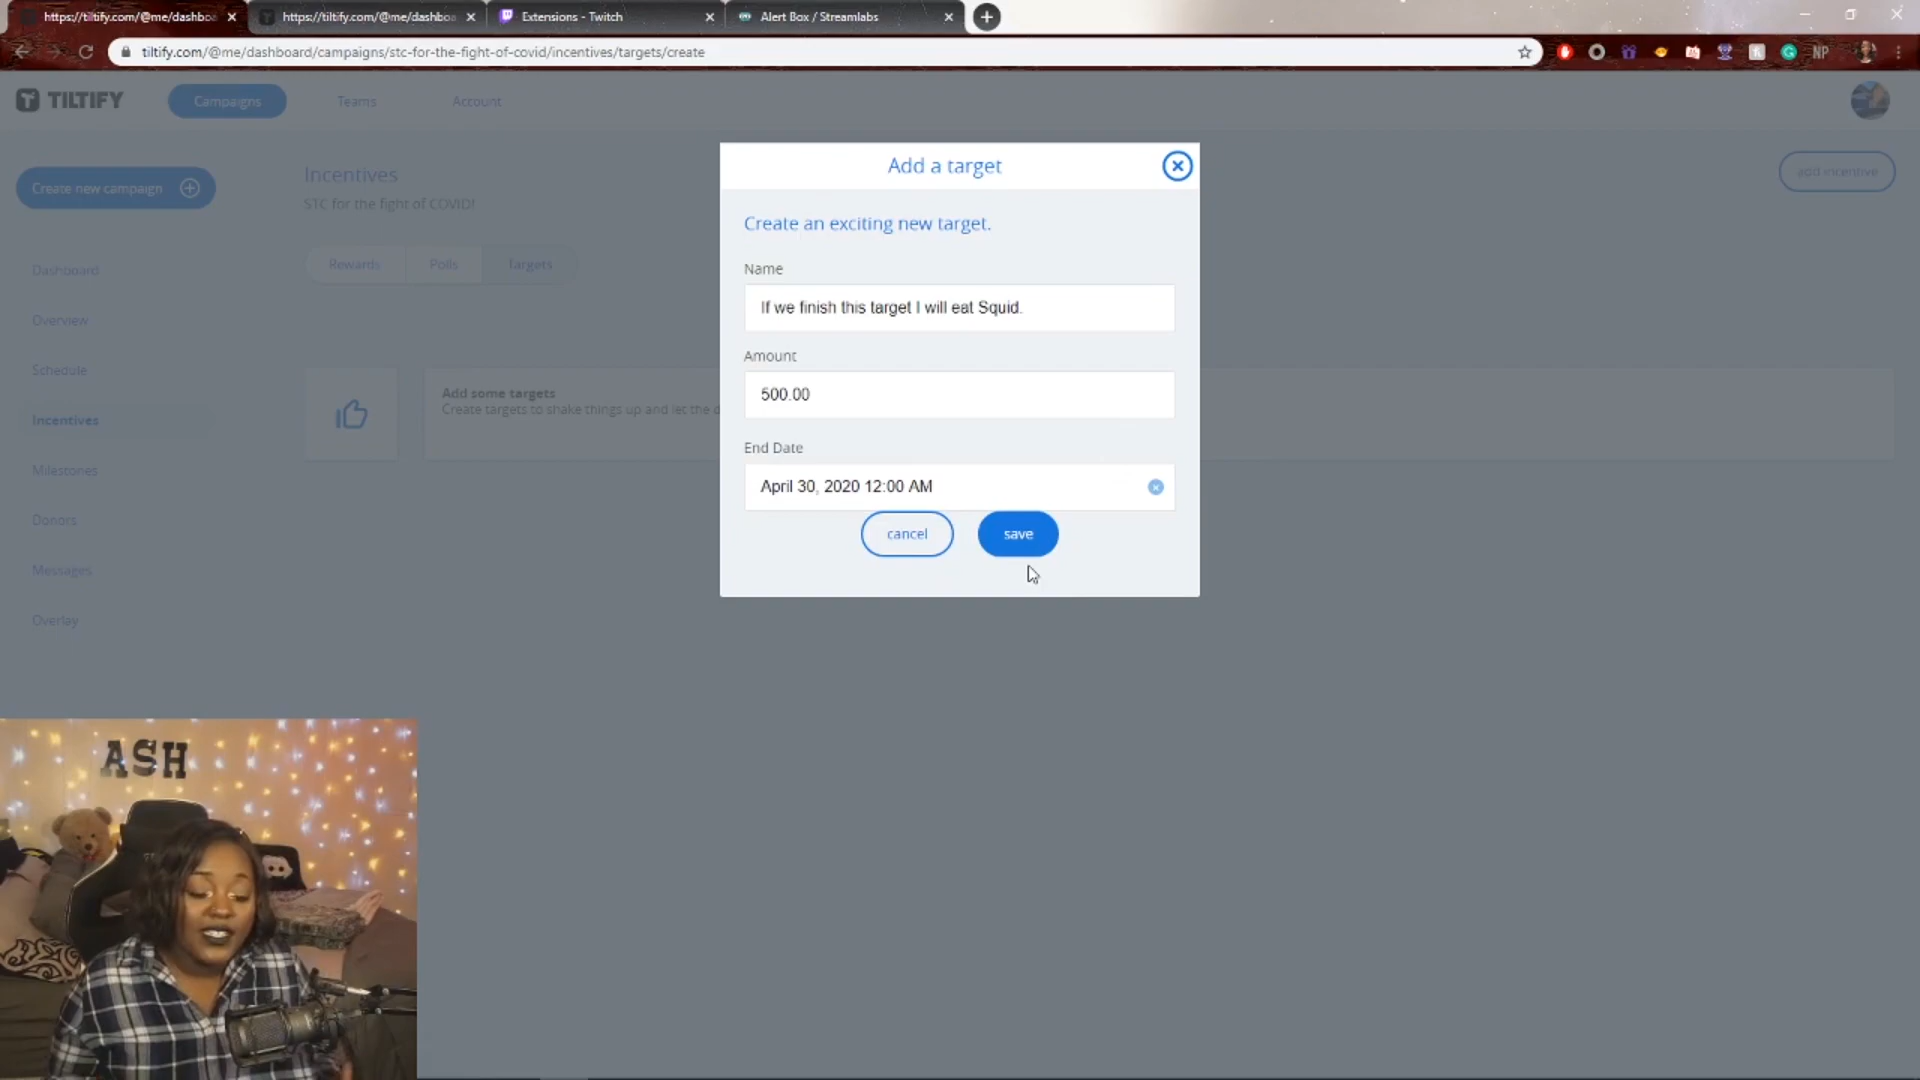 https://tiltify.com/@me/dashboa
https://tiltify.com/@me/dashboa
Extensions - Twitch
Alert Box / Streamlabs
tiltify.com/@me/dashboard/campaigns/stc-for-the-fight-of-covid/incentives/targets/create
NP
TILTIFY
Campaigns
Teams
Account
Create new campaign
Incentives
STC for the fight of COVID!
add incentive
Rewards
Polls
Targets
Dashboard
Overview
Schedule
Incentives
Milestones
Donors
Messages
Overlay
Add some targets
Create targets to shake things up and let the d
Add a target
Create an exciting new target.
Name
If we finish this target I will eat Squid.
Amount
500.00
End Date
April 30, 2020 12:00 AM
cancel
save
ASH